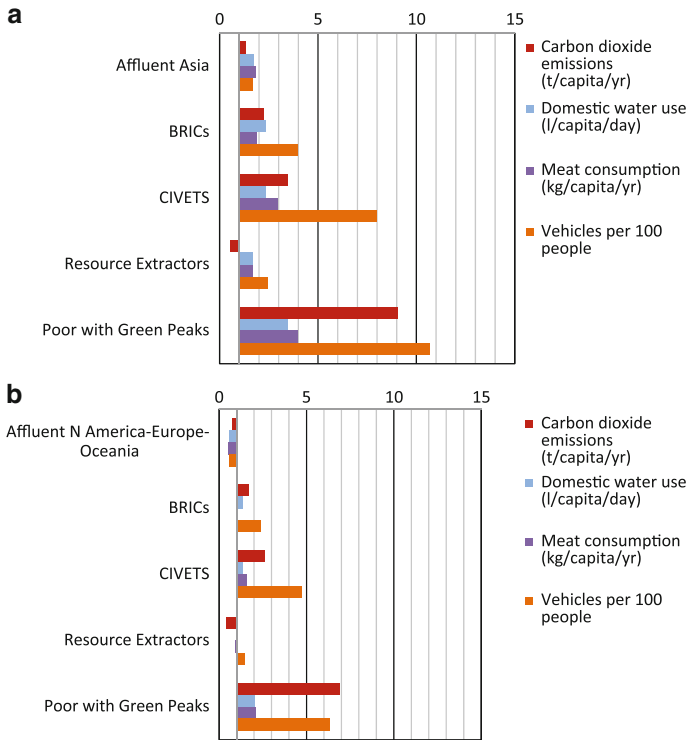 a
0 5 10 15
Affluent Asia
BRICs
CIVETS
Resource Extractors
Poor with Green Peaks
Carbon dioxide
emissions
(t/capita/yr)
Domestic water use
(l/capita/day)
Meat consumption
(kg/capita/yr)
Vehicles per 100
people
b
0 5 10 15
Affluent N America-Europe-
Oceania
BRICs
CIVETS
Resource Extractors
Poor with Green Peaks
Carbon dioxide
emissions
(t/capita/yr)
Domestic water use
(l/capita/day)
Meat consumption
(kg/capita/yr)
Vehicles per 100
people